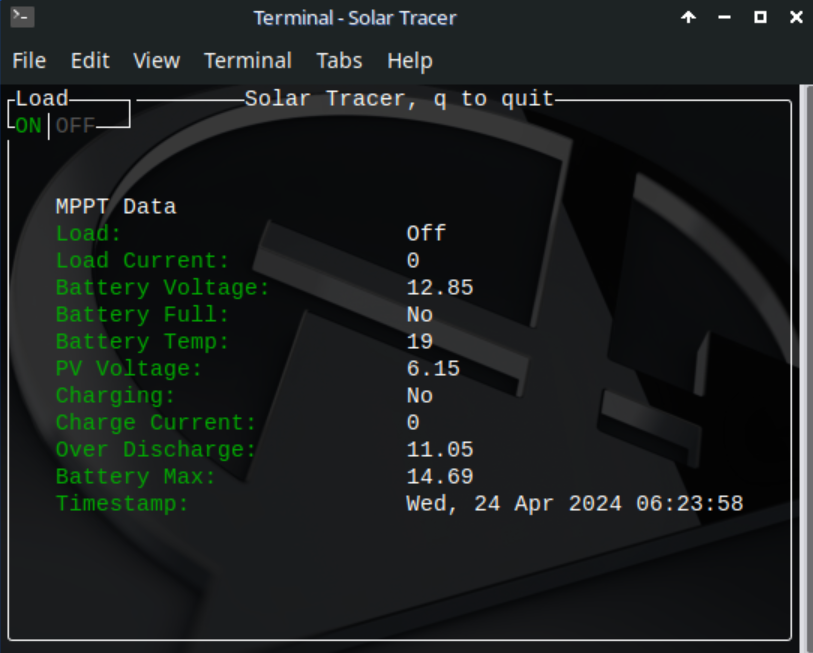 Terminal - Solar Tracer
File Edit View Terminal Tabs Help
Load Solar Tracer, q to quit
ON OFF
MPPT Data
Load: Off
Load Current: 0
Battery Voltage: 12.85
Battery Full: No
Battery Temp: 19
PV Voltage: 6.15
Charging: No
Charge Current: 0
Over Discharge: 11.05
Battery Max: 14.69
Timestamp: Wed, 24 Apr 2024 06:23:58